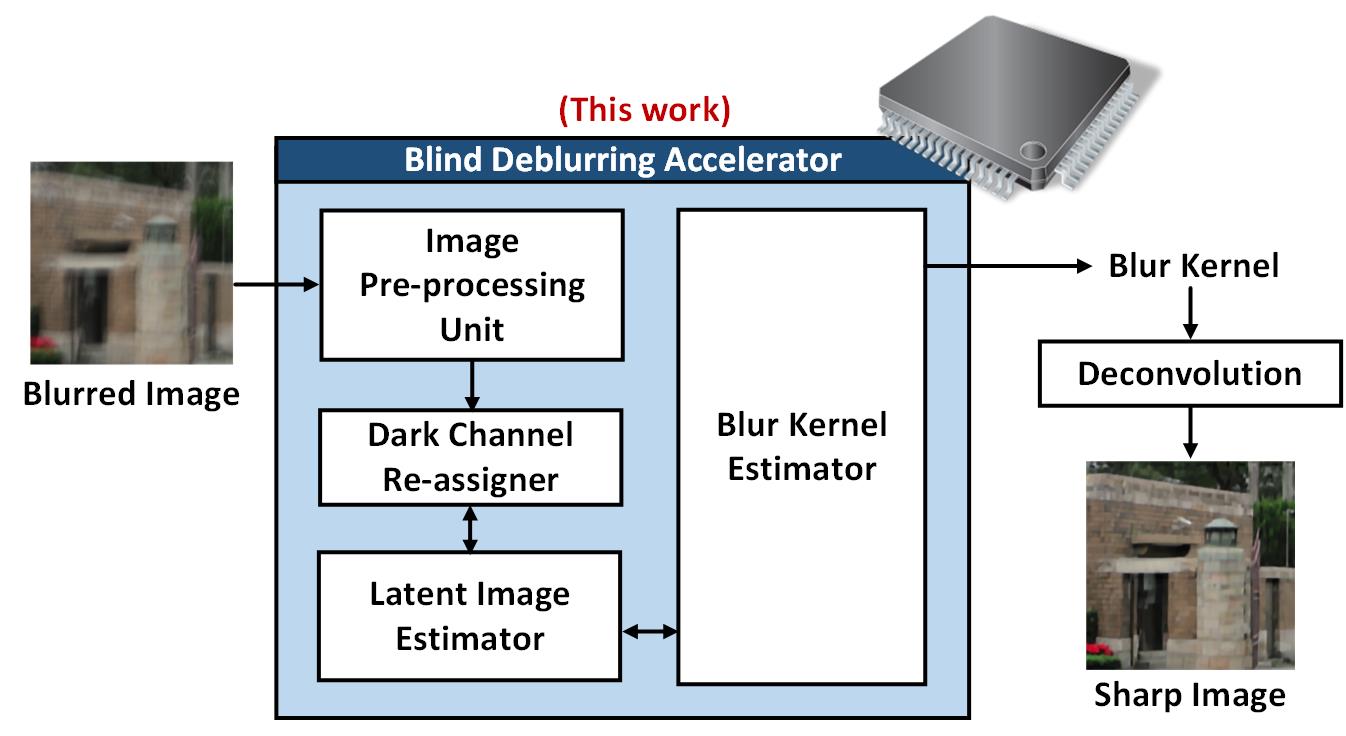 (This work)
Blind Deblurring Accelerator
Blurred Image
Image
Pre-processing
Unit
Dark Channel
Re-assigner
Latent Image
Estimator
Blur Kernel
Estimator
Blur Kernel
Deconvolution
Sharp Image